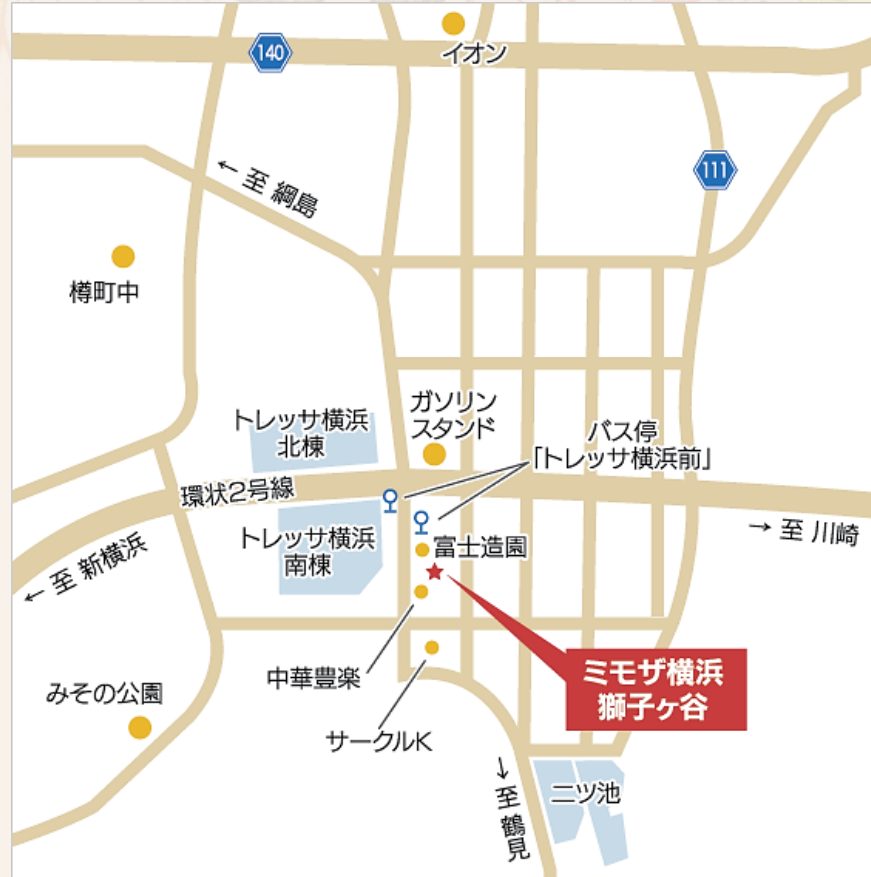 イオン
140
111
← 至 綱島
樽町中
ガソリン
スタンド
トレッサ横浜
北棟
バス停
「トレッサ横浜前」
環状2号線
→ 至 川崎
トレッサ横浜
南棟
富士造園
← 至 新横浜
ミモザ横浜
獅子ヶ谷
中華豊楽
みその公園
サークルK
→ 至 鶴見
二ツ池